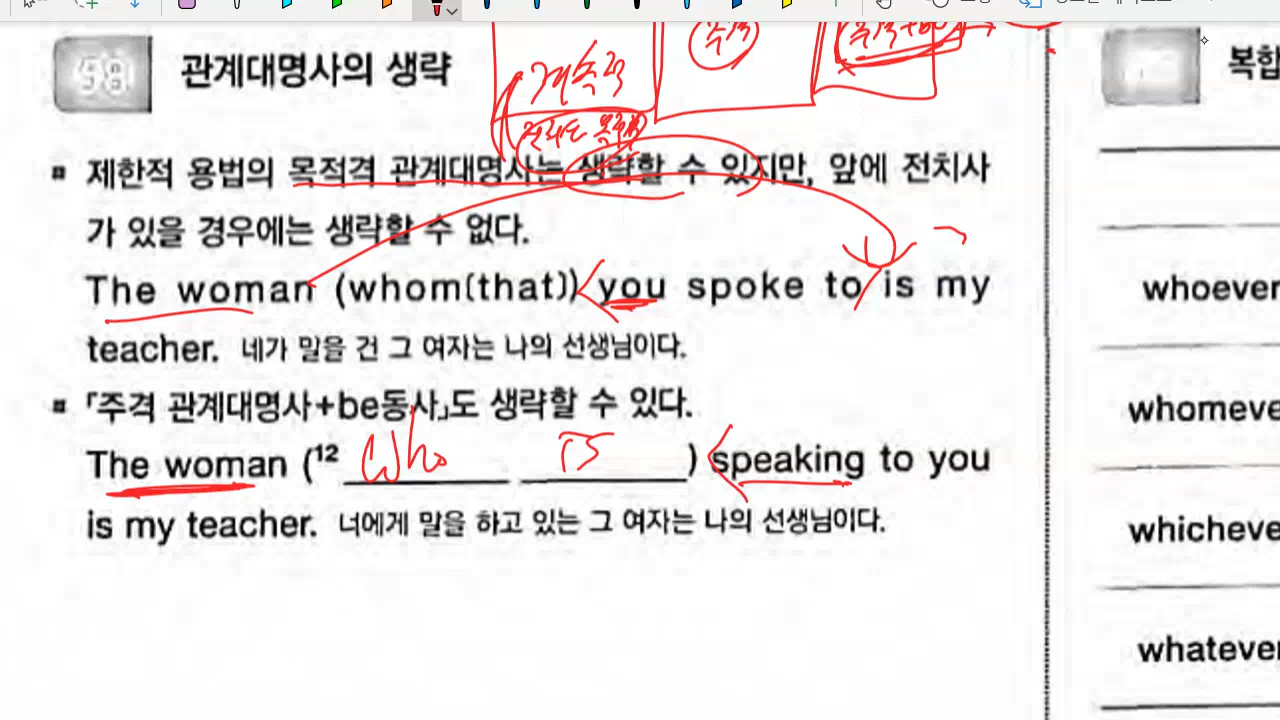 계속적
주격
58 관계대명사의 생략
▪ 제한적 용법의 목적격 관계대명사는 생략할 수 있지만, 앞에 전치사
가 있을 경우에는 생략할 수 없다.
The woman (whom(that)) you spoke to is my
teacher. 네가 말을 건 그 여자는 나의 선생님이다.
▪ 「주격 관계대명사+be동사」도 생략할 수 있다.
The woman (12 who is ) speaking to you
is my teacher. 너에게 말을 하고 있는 그 여자는 나의 선생님이다.
복합
whoever
whomeve
whicheve
whatever